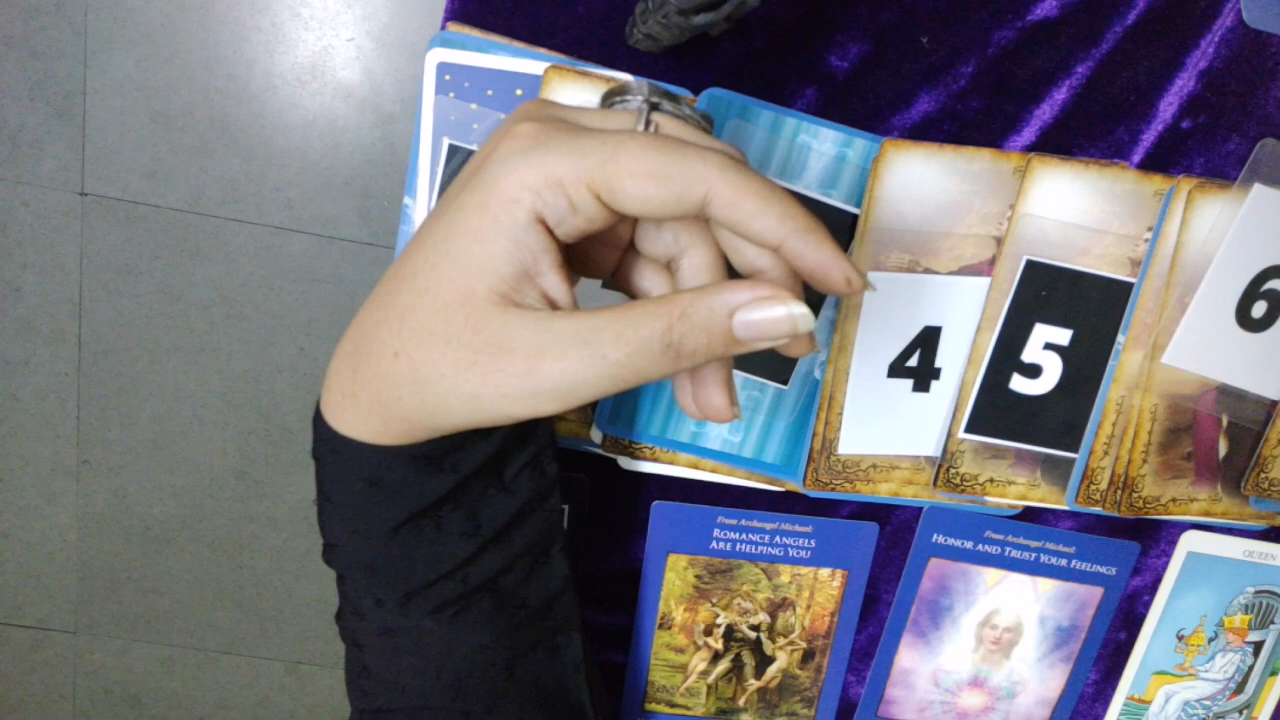 4
5
6
From Archangel Michael:
ROMANCE ANGELS
ARE HELPING YOU
From Archangel Michael:
HONOR AND TRUST YOUR FEELINGS
QUEEN